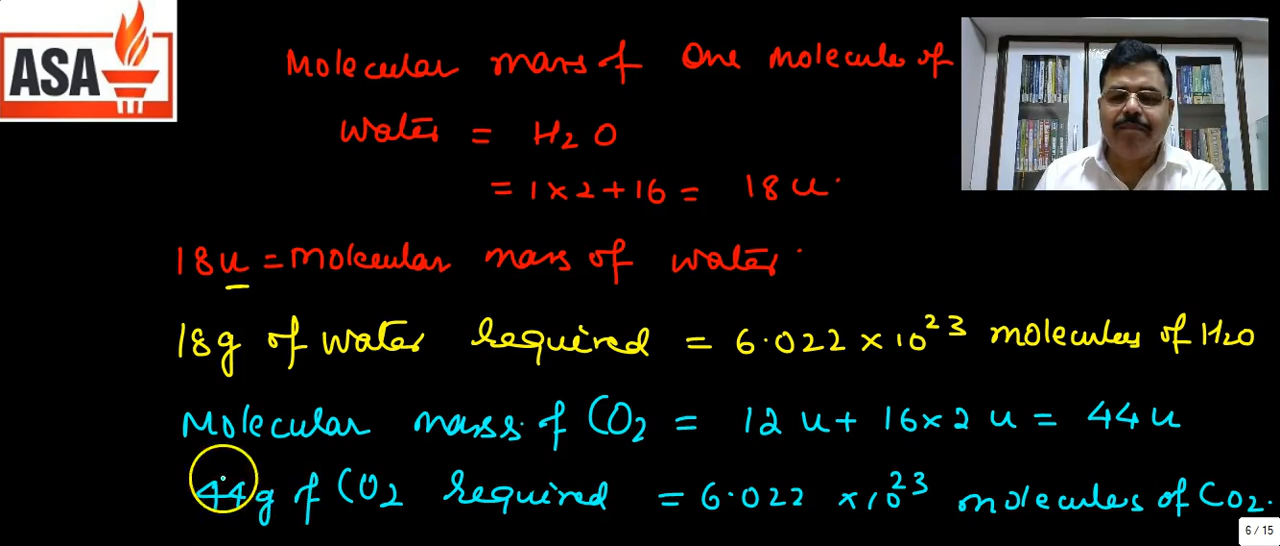 ASA
Molecular mass of One molecule of
water = H2O
= 1 × 2 + 16 = 18 u.
18u = molecular mass of water.
18g of water required = 6.022 × 10²³ molecules of H2O
Molecular mass of CO2 = 12 u + 16 × 2 u = 44 u
44g of CO2 required = 6.022 × 10²³ molecules of CO2.
6 / 15